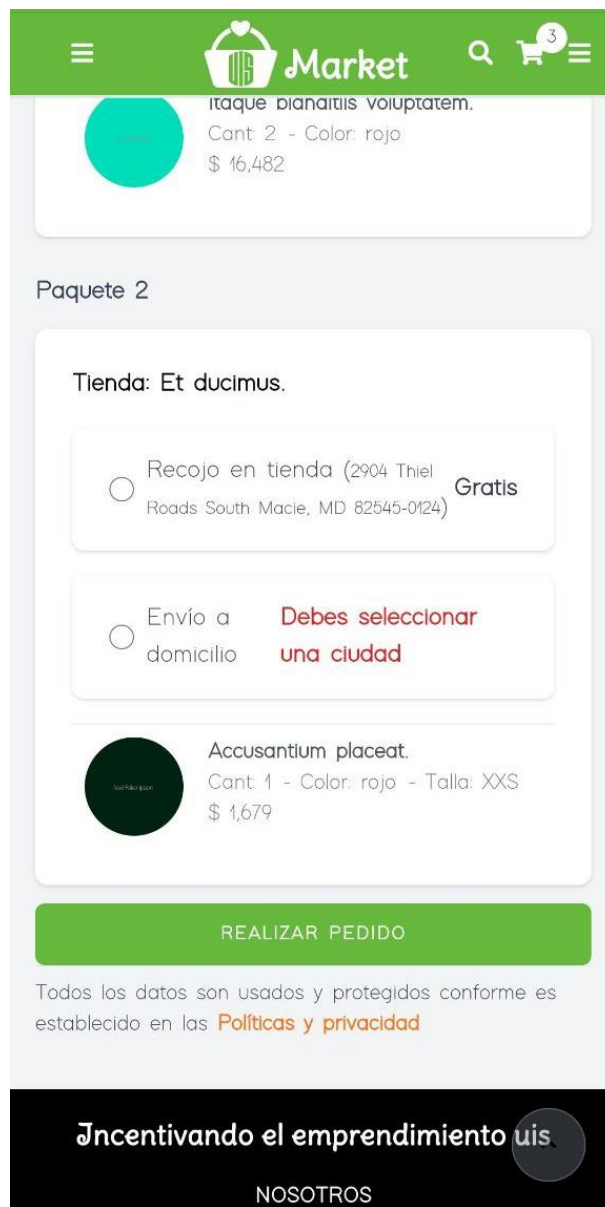 UIS Market 3
Itaque blanditiis voluptatem.
Cant: 2 - Color: rojo
$ 16,482
Paquete 2
Tienda: Et ducimus.
Recojo en tienda (2904 Thiel
Roads South Macie, MD 82545-0124)
Gratis
Envío a
domicilio
Debes seleccionar
una ciudad
Accusantium placeat.
Cant: 1 - Color: rojo - Talla: XXS
$ 1,679
REALIZAR PEDIDO
Todos los datos son usados y protegidos conforme es
establecido en las Políticas y privacidad
Incentivando el emprendimiento uis
NOSOTROS